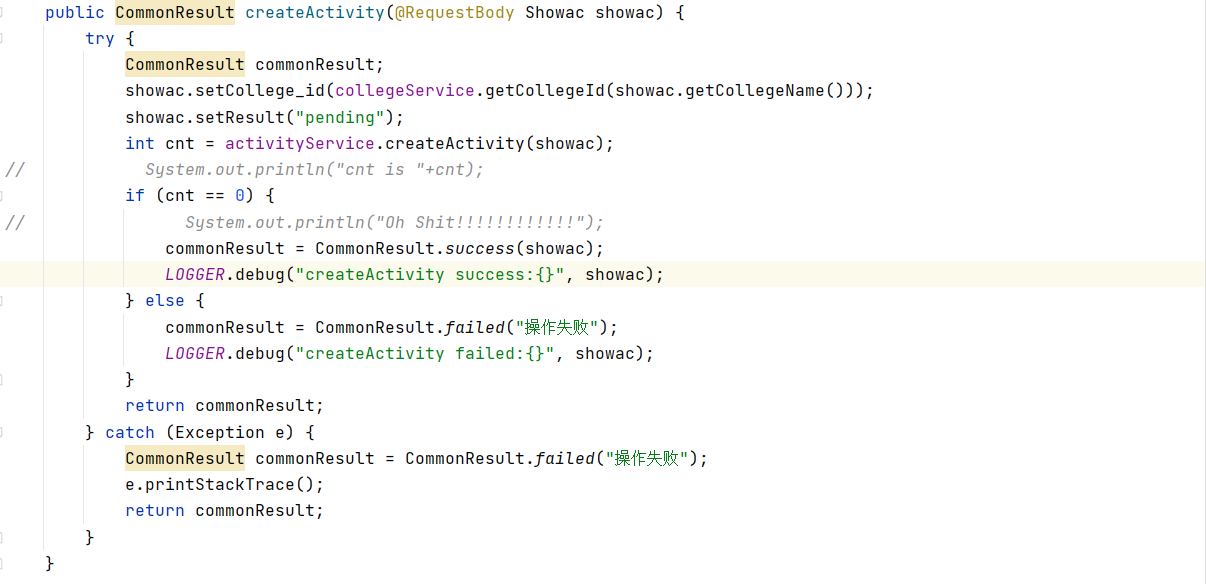 public CommonResult createActivity(@RequestBody Showac showac) {
    try {
        CommonResult commonResult;
        showac.setCollege_id(collegeService.getCollegeId(showac.getCollegeName()));
        showac.setResult("pending");
        int cnt = activityService.createActivity(showac);
//            System.out.println("cnt is "+cnt);
        if (cnt == 0) {
//                System.out.println("Oh Shit!!!!!!!!!!!!");
            commonResult = CommonResult.success(showac);
            LOGGER.debug("createActivity success:{}", showac);
        } else {
            commonResult = CommonResult.failed("操作失败");
            LOGGER.debug("createActivity failed:{}", showac);
        }
        return commonResult;
    } catch (Exception e) {
        CommonResult commonResult = CommonResult.failed("操作失败");
        e.printStackTrace();
        return commonResult;
    }
}